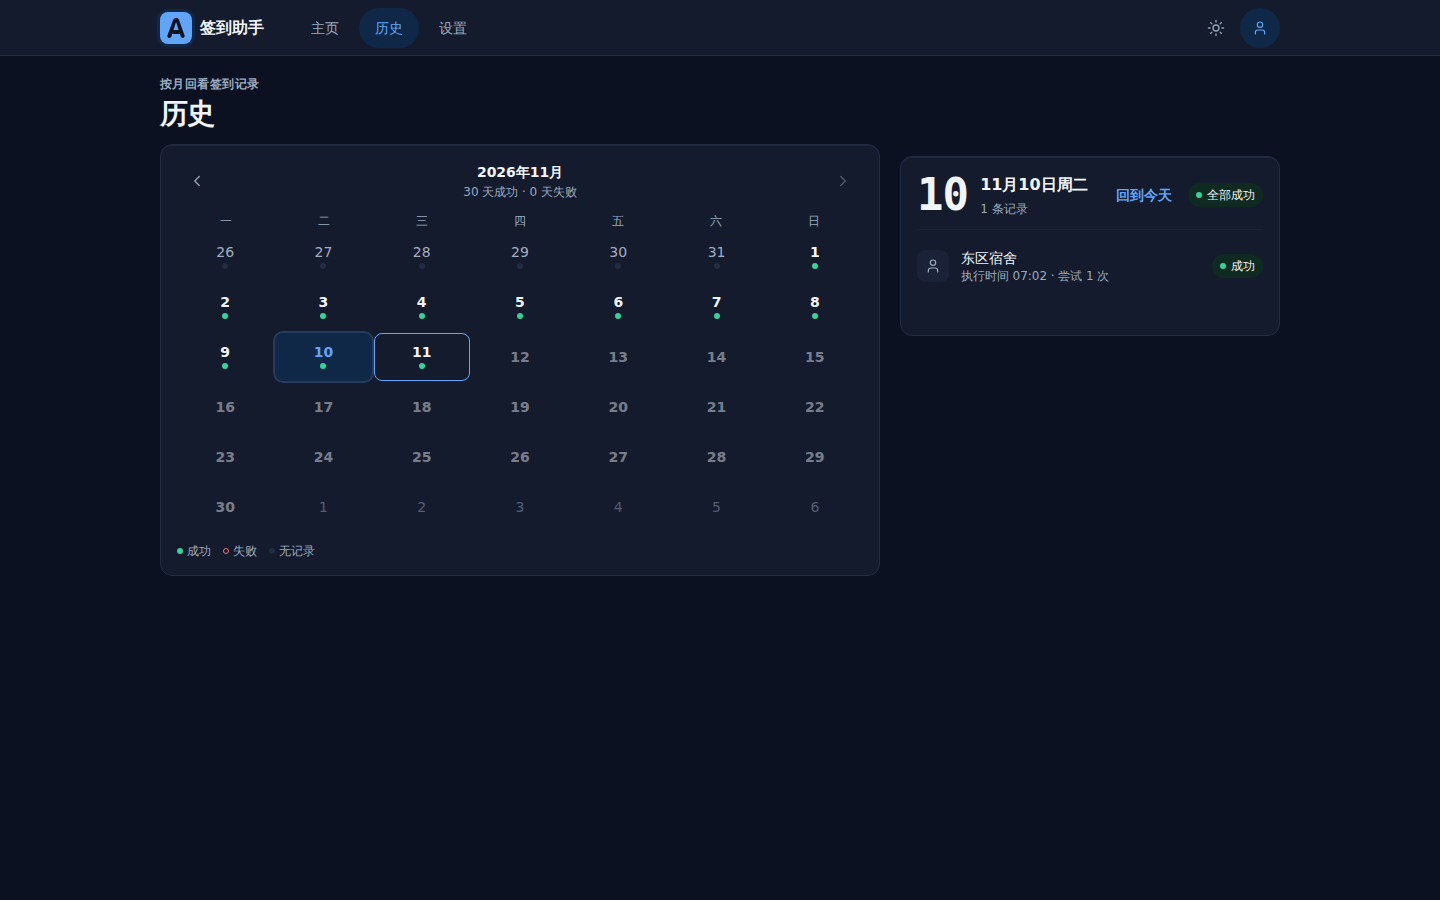 签到助手 主页 历史 设置
按月回看签到记录
历史
2026年11月
30 天成功 · 0 天失败
一 二 三 四 五 六 日
26 27 28 29 30 31 1
2 3 4 5 6 7 8
9 10 11 12 13 14 15
16 17 18 19 20 21 22
23 24 25 26 27 28 29
30 1 2 3 4 5 6
成功 失败 无记录
10 11月10日周二 回到今天 全部成功
1 条记录
东区宿舍 成功
执行时间 07:02 · 尝试 1 次